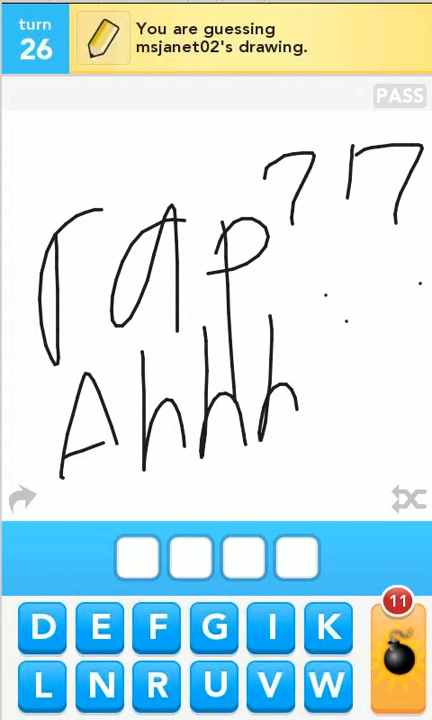 turn
26
You are guessing
msjanet02's drawing.
PASS
rap???
Ahhh
11
D E F G I K
L N R U V W